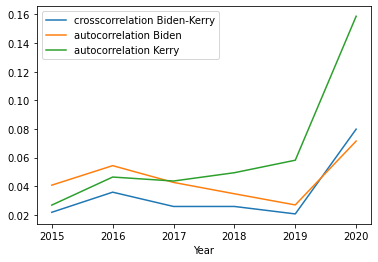 crosscorrelation Biden-Kerry
autocorrelation Biden
autocorrelation Kerry
0.16
0.14
0.12
0.10
0.08
0.06
0.04
0.02
2015 2016 2017 2018 2019 2020
Year